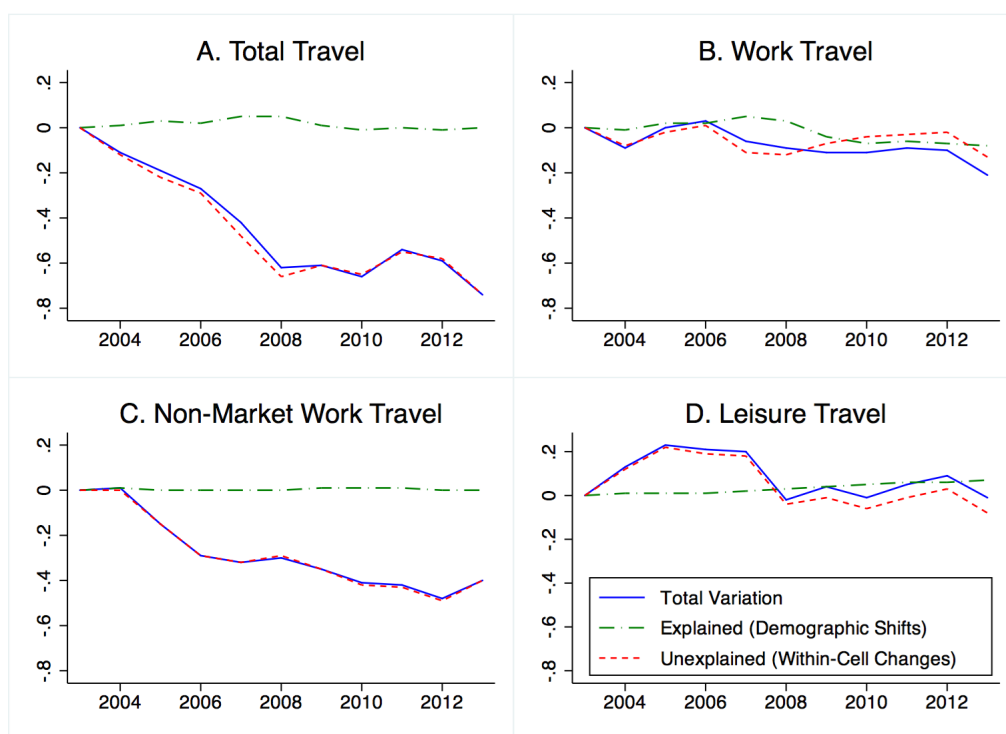 A. Total Travel
.2
0
-.2
-.4
-.6
-.8
2004 2006 2008 2010 2012
B. Work Travel
.2
0
-.2
-.4
-.6
-.8
2004 2006 2008 2010 2012
C. Non-Market Work Travel
.2
0
-.2
-.4
-.6
-.8
2004 2006 2008 2010 2012
D. Leisure Travel
.2
0
-.2
-.4
-.6
-.8
Total Variation
Explained (Demographic Shifts)
Unexplained (Within-Cell Changes)
2004 2006 2008 2010 2012